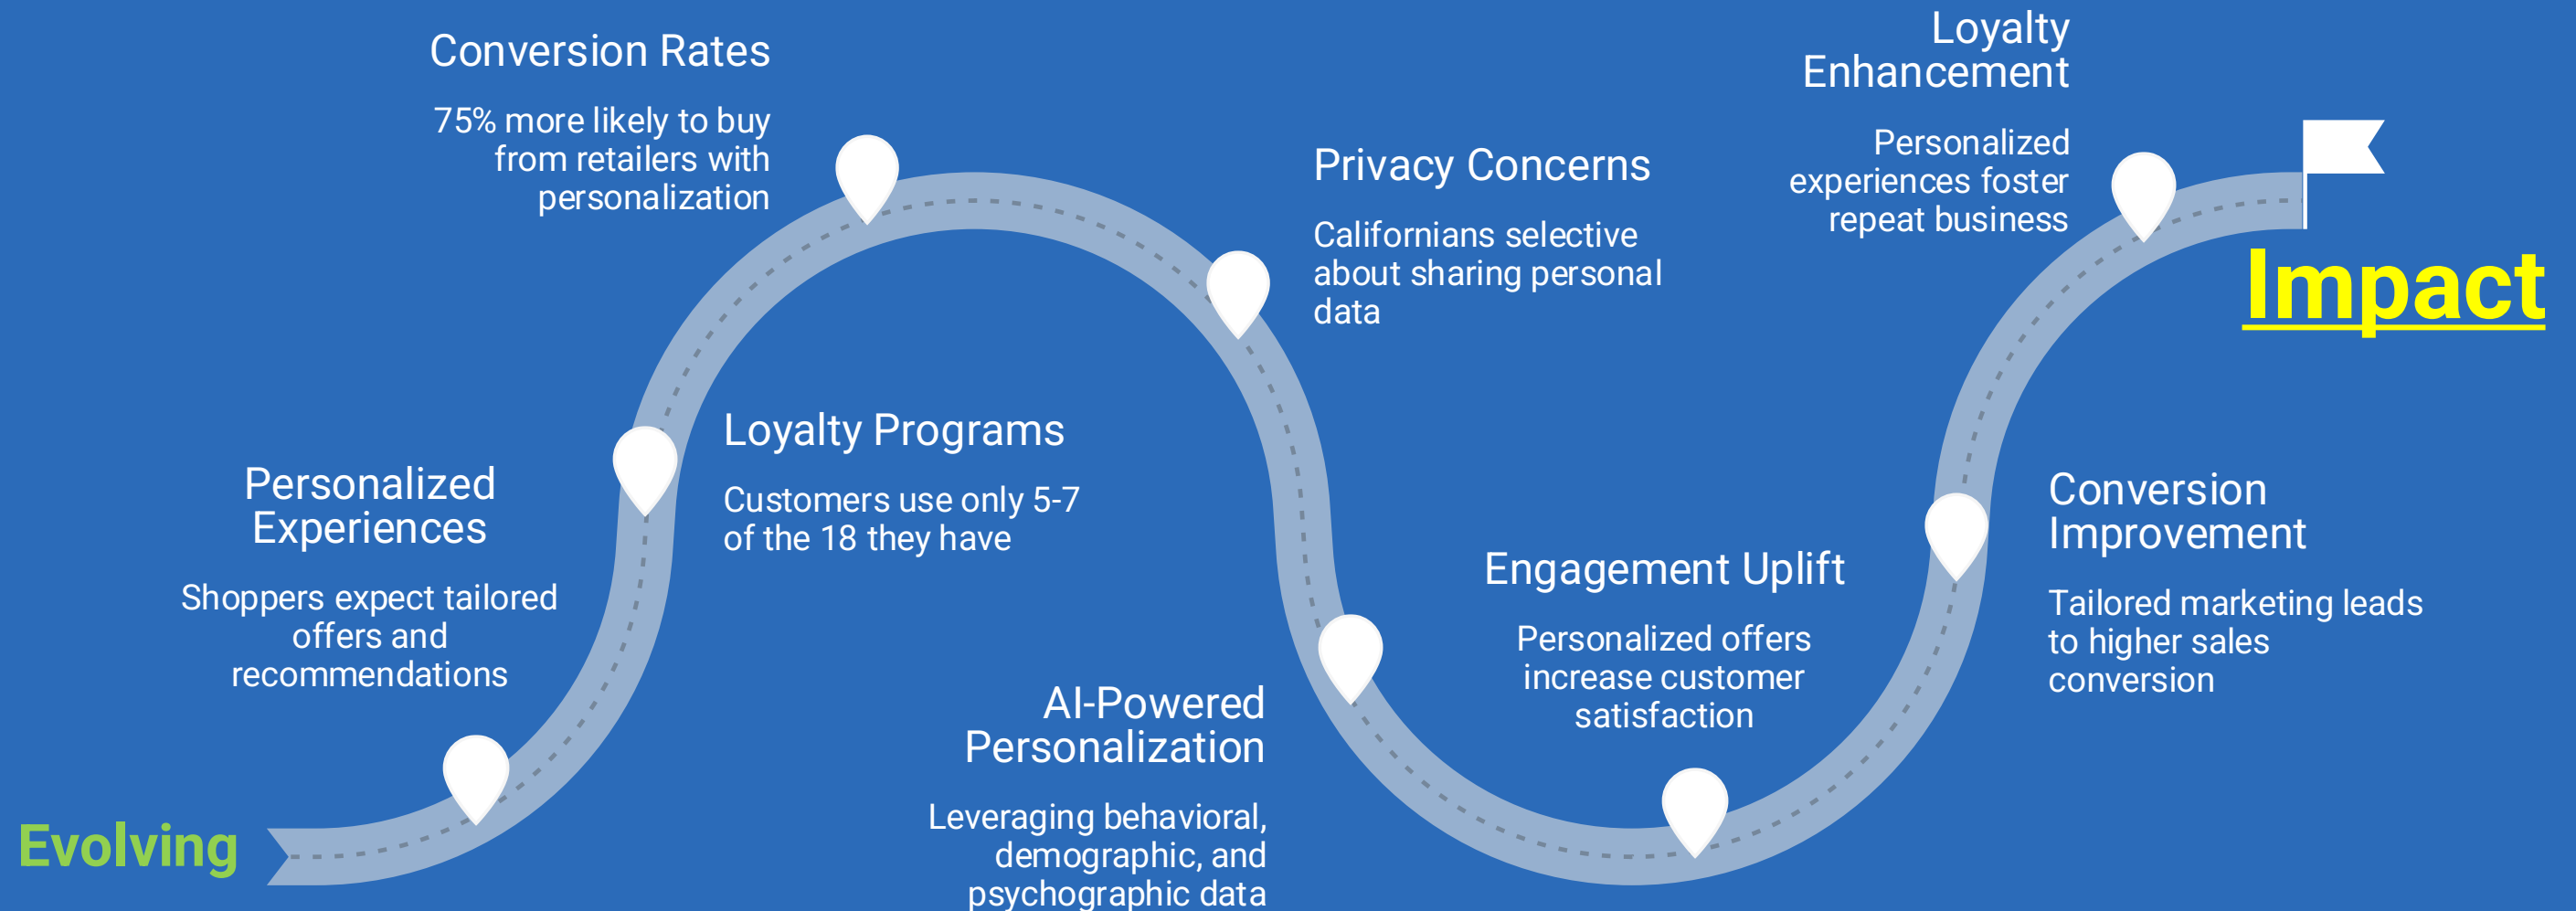 Evolving
Personalized
Experiences
Shoppers expect tailored
offers and
recommendations
Loyalty Programs
Customers use only 5-7
of the 18 they have
Conversion Rates
75% more likely to buy
from retailers with
personalization
Privacy Concerns
Californians selective
about sharing personal
data
AI-Powered
Personalization
Leveraging behavioral,
demographic, and
psychographic data
Engagement Uplift
Personalized offers
increase customer
satisfaction
Conversion
Improvement
Tailored marketing leads
to higher sales
conversion
Loyalty
Enhancement
Personalized
experiences foster
repeat business
Impact